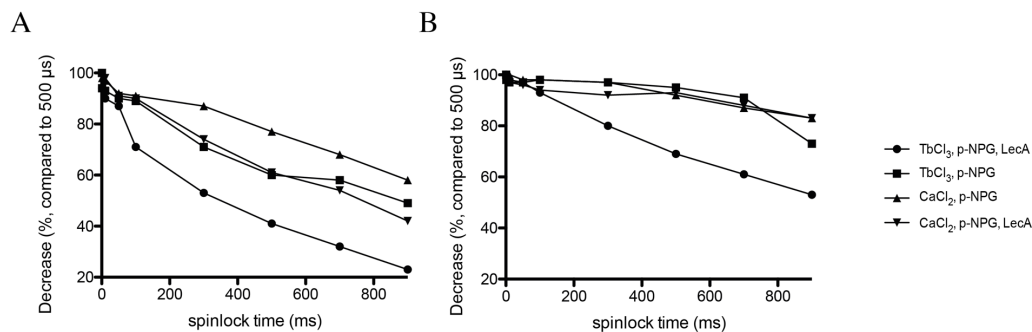 A
Decrease (%, compared to 500 µs)
100
80
60
40
20
0
200
400
600
800
spinlock time (ms)
B
Decrease (%, compared to 500 µs)
100
80
60
40
20
0
200
400
600
800
spinlock time (ms)
TbCl₃, p-NPG, LecA
TbCl₃, p-NPG
CaCl₂, p-NPG
CaCl₂, p-NPG, LecA